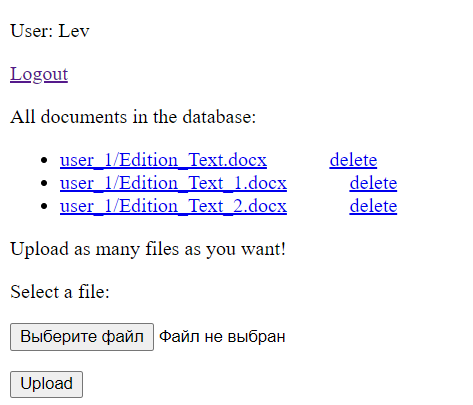 User: Lev
Logout
All documents in the database:
user_1/Edition_Text.docx delete
user_1/Edition_Text_1.docx delete
user_1/Edition_Text_2.docx delete
Upload as many files as you want!
Select a file:
Выберите файл Файл не выбран
Upload